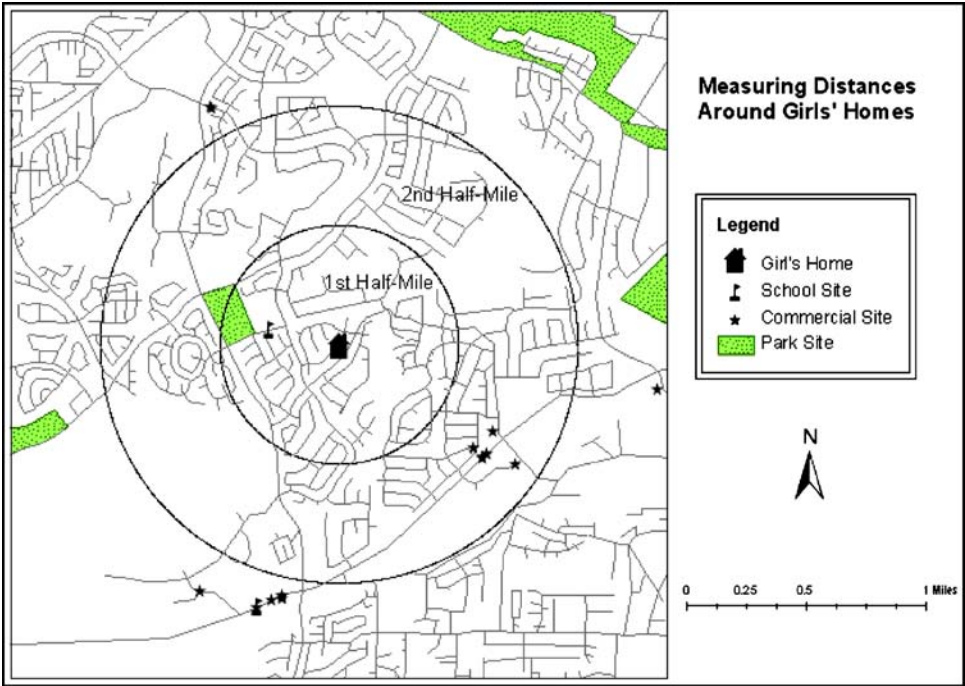 Measuring Distances
Around Girls' Homes
2nd Half-Mile
1st Half-Mile
Legend
Girl's Home
School Site
Commercial Site
Park Site
N
0 0.25 0.5 1 Miles